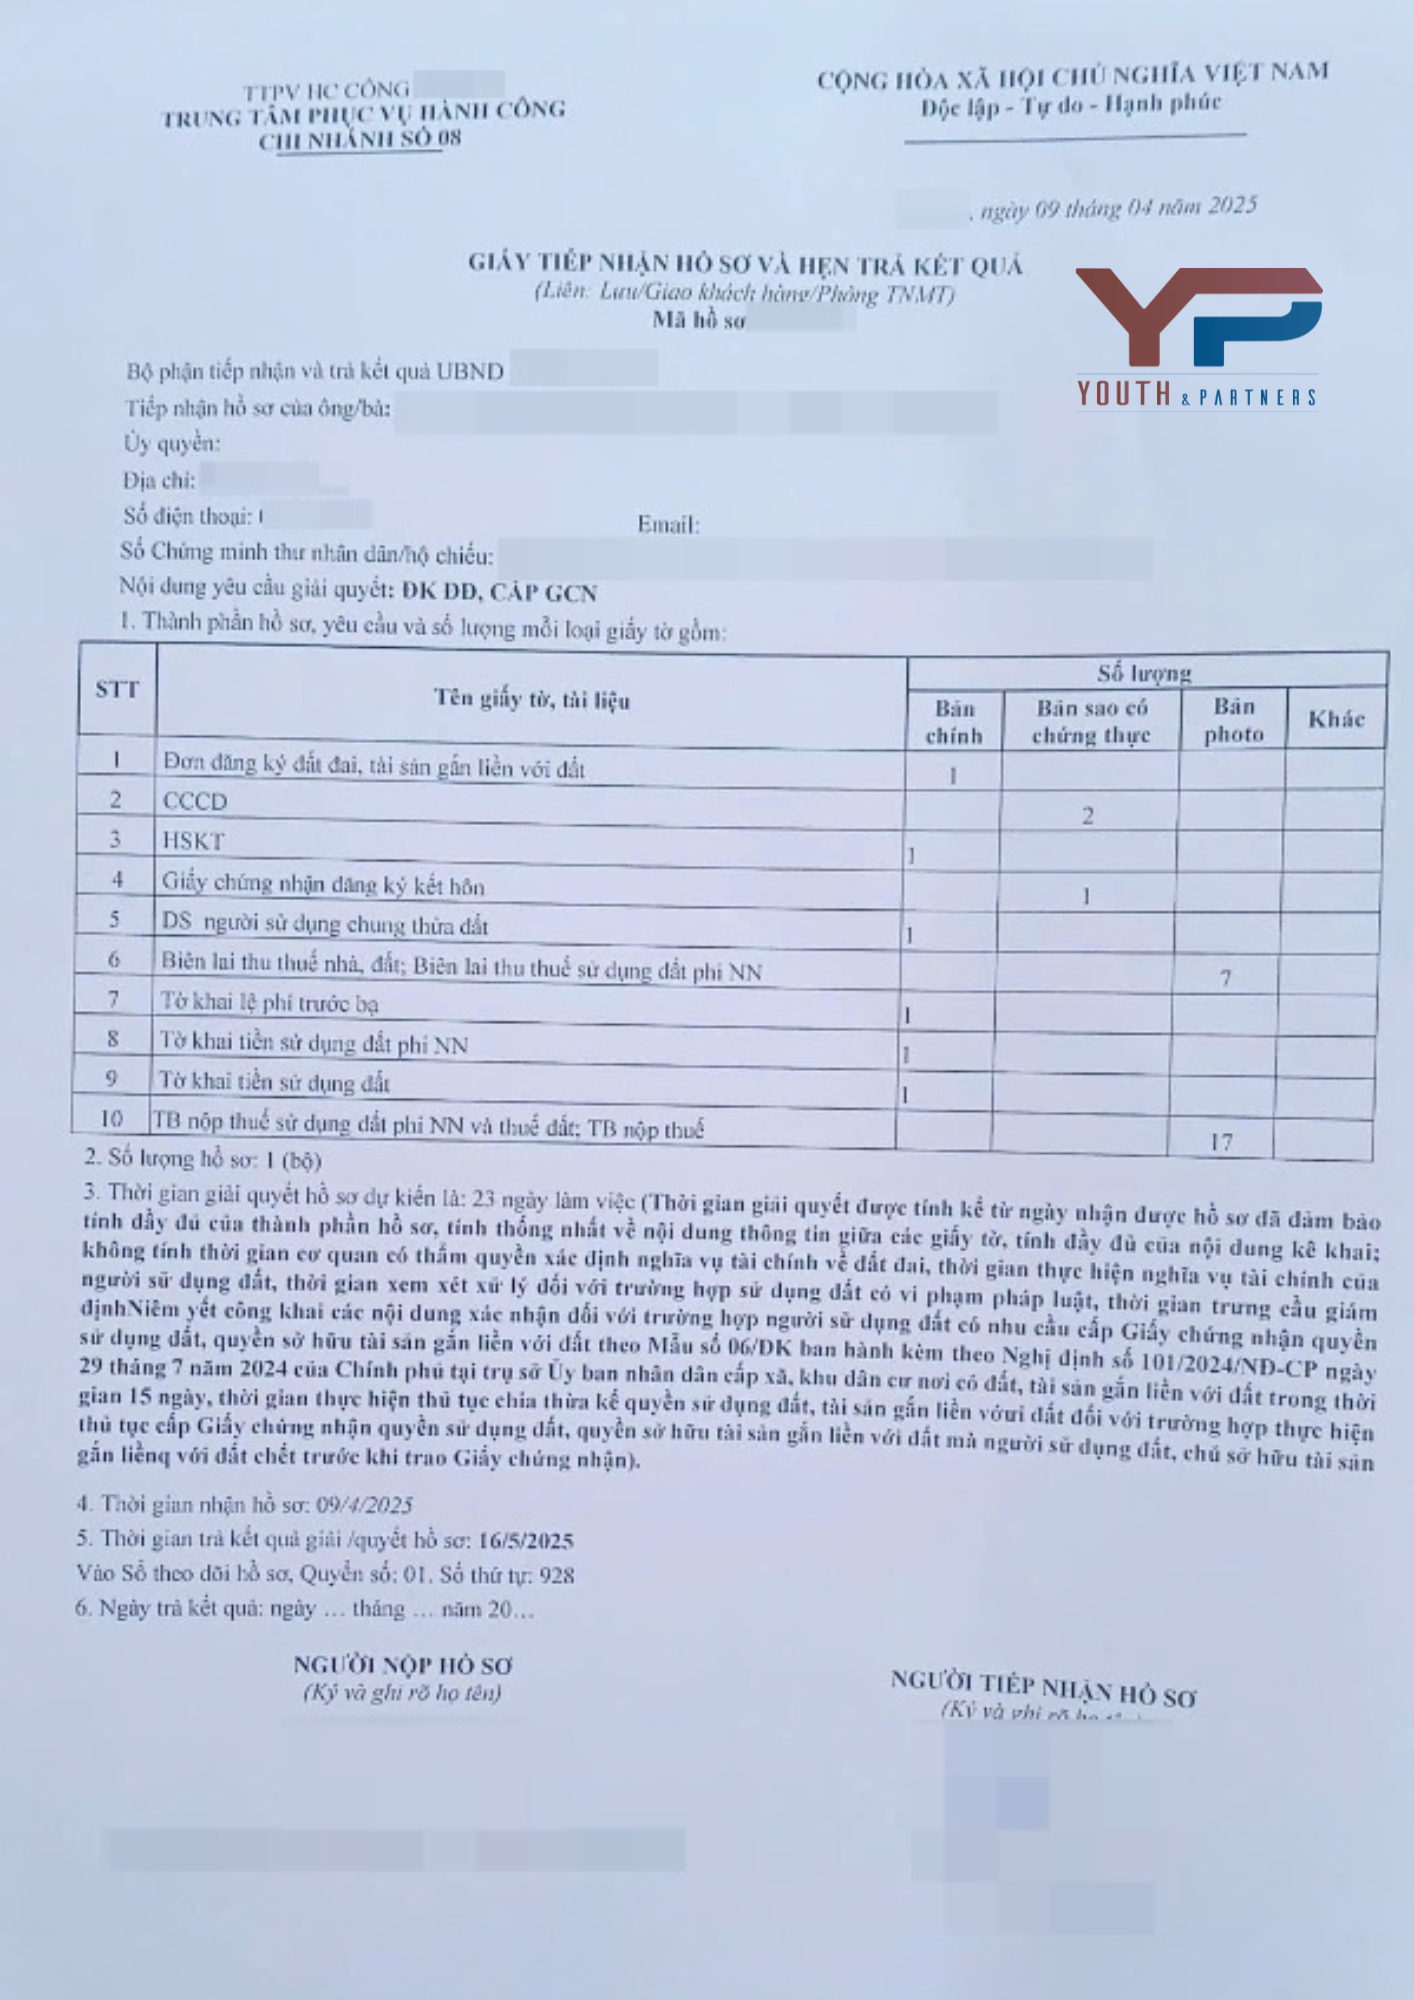 TTPV HC CÔNG
TRUNG TÂM PHỤC VỤ HÀNH CÔNG
CHI NHÁNH SỐ 08
CỘNG HÒA XÃ HỘI CHỦ NGHĨA VIỆT NAM
Độc lập - Tự do - Hạnh phúc
, ngày 09 tháng 04 năm 2025
GIẤY TIẾP NHẬN HỒ SƠ VÀ HẸN TRẢ KẾT QUẢ
(Liên: Lưu/Giao khách hàng/Phòng TNMT)
Mã hồ sơ
YP
YOUTH & PARTNERS
Bộ phận tiếp nhận và trả kết quả UBND
Tiếp nhận hồ sơ của ông/bà:
Ủy quyền:
Địa chỉ:
Số điện thoại:
Email:
Số Chứng minh thư nhân dân/hộ chiếu:
Nội dung yêu cầu giải quyết: ĐK DĐ, CẤP GCN
1. Thành phần hồ sơ, yêu cầu và số lượng mỗi loại giấy tờ gồm:
STT Tên giấy tờ, tài liệu Số lượng
Bản chính Bản sao có chứng thực Bản photo Khác
1 Đơn đăng ký đất đai, tài sản gắn liền với đất 1
2 CCCD 2
3 HSKT 1
4 Giấy chứng nhận đăng ký kết hôn 1
5 DS người sử dụng chung thửa đất 1
6 Biên lai thu thuế nhà, đất; Biên lai thu thuế sử dụng đất phi NN 7
7 Tờ khai lệ phí trước bạ 1
8 Tờ khai tiền sử dụng đất phi NN 1
9 Tờ khai tiền sử dụng đất 1
10 TB nộp thuế sử dụng đất phi NN và thuế đất; TB nộp thuế 17
2. Số lượng hồ sơ: 1 (bộ)
3. Thời gian giải quyết hồ sơ dự kiến là: 23 ngày làm việc (Thời gian giải quyết được tính kể từ ngày nhận được hồ sơ đã đảm bảo
tính đầy đủ của thành phần hồ sơ, tính thống nhất về nội dung thông tin giữa các giấy tờ, tính đầy đủ của nội dung kê khai;
không tính thời gian cơ quan có thẩm quyền xác định nghĩa vụ tài chính về đất đai, thời gian thực hiện nghĩa vụ tài chính của
người sử dụng đất, thời gian xem xét xử lý đối với trường hợp sử dụng đất có vi phạm pháp luật, thời gian trưng cầu giám
địnhNiêm yết công khai các nội dung xác nhận đối với trường hợp người sử dụng đất có nhu cầu cấp Giấy chứng nhận quyền
sử dụng đất, quyền sở hữu tài sản gắn liền với đất theo Mẫu số 06/ĐK ban hành kèm theo Nghị định số 101/2024/NĐ-CP ngày
29 tháng 7 năm 2024 của Chính phủ tại trụ sở Ủy ban nhân dân cấp xã, khu dân cư nơi có đất, tài sản gắn liền với đất trong thời
gian 15 ngày, thời gian thực hiện thủ tục chia thừa kế quyền sử dụng đất, tài sản gắn liền vớưi đất đối với trường hợp thực hiện
thủ tục cấp Giấy chứng nhận quyền sử dụng đất, quyền sở hữu tài sản gắn liền với đất mà người sử dụng đất, chủ sở hữu tài sản
gắn liềnq với đất chết trước khi trao Giấy chứng nhận).
4. Thời gian nhận hồ sơ: 09/4/2025
5. Thời gian trả kết quả giải /quyết hồ sơ: 16/5/2025
Vào Sổ theo dõi hồ sơ, Quyển số: 01. Số thứ tự: 928
6. Ngày trả kết quả: ngày ... tháng ... năm 20...
NGƯỜI NỘP HỒ SƠ
(Ký và ghi rõ họ tên)
NGƯỜI TIẾP NHẬN HỒ SƠ
(Ký và ghi rõ họ